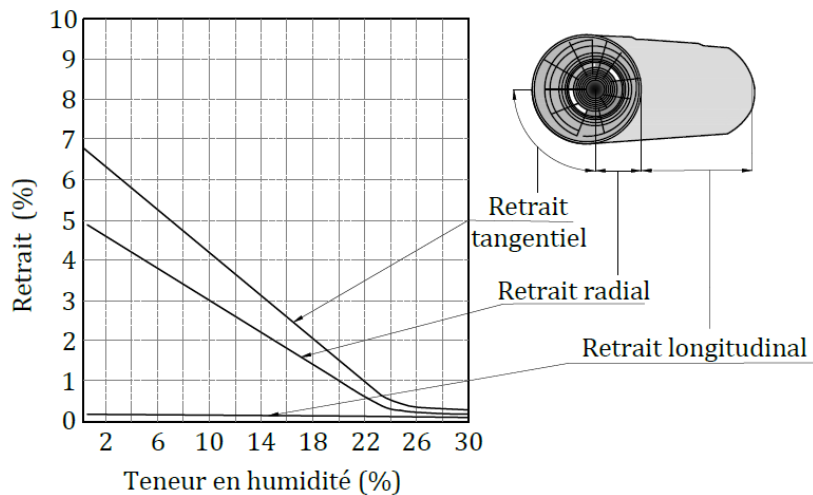 10
9
8
7
6
5
4
3
2
1
0
Retrait (%)
2 6 10 14 18 22 26 30
Teneur en humidité (%)
Retrait
tangentiel
Retrait radial
Retrait longitudinal